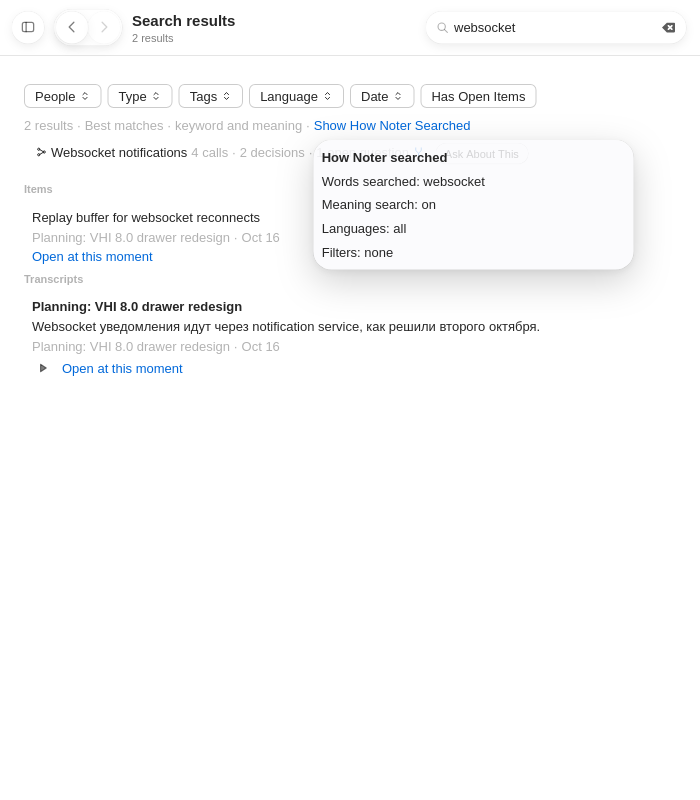 Search results
2 results
websocket
People
Type
Tags
Language
Date
Has Open Items
2 results · Best matches · keyword and meaning · Show How Noter Searched
Websocket notifications 4 calls · 2 decisions ·
Ask About This
How Noter searched
Words searched: websocket
Meaning search: on
Languages: all
Filters: none
Items
Replay buffer for websocket reconnects
Planning: VHI 8.0 drawer redesign · Oct 16
Open at this moment
Transcripts
Planning: VHI 8.0 drawer redesign
Websocket уведомления идут через notification service, как решили второго октября.
Planning: VHI 8.0 drawer redesign · Oct 16
Open at this moment